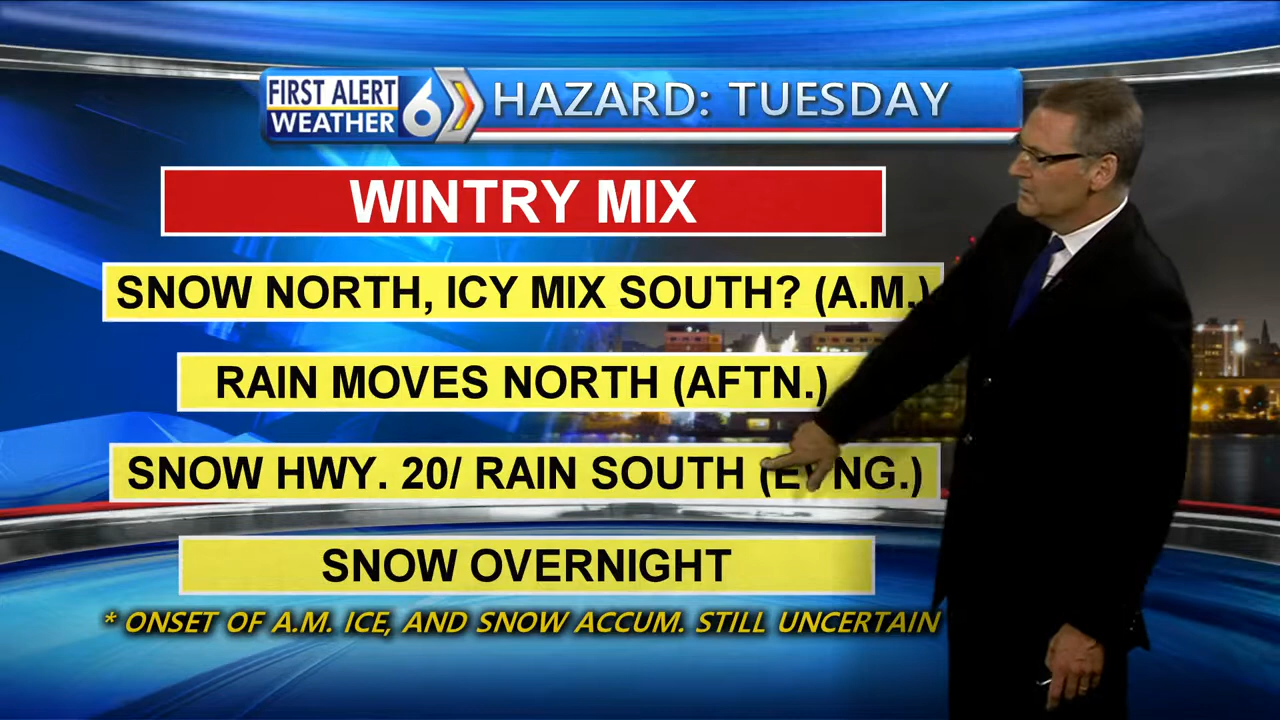 FIRST ALERT
WEATHER 6
HAZARD: TUESDAY
WINTRY MIX
SNOW NORTH, ICY MIX SOUTH? (A.M.)
RAIN MOVES NORTH (AFTN.)
SNOW HWY. 20/ RAIN SOUTH (EVNG.)
SNOW OVERNIGHT
* ONSET OF A.M. ICE, AND SNOW ACCUM. STILL UNCERTAIN